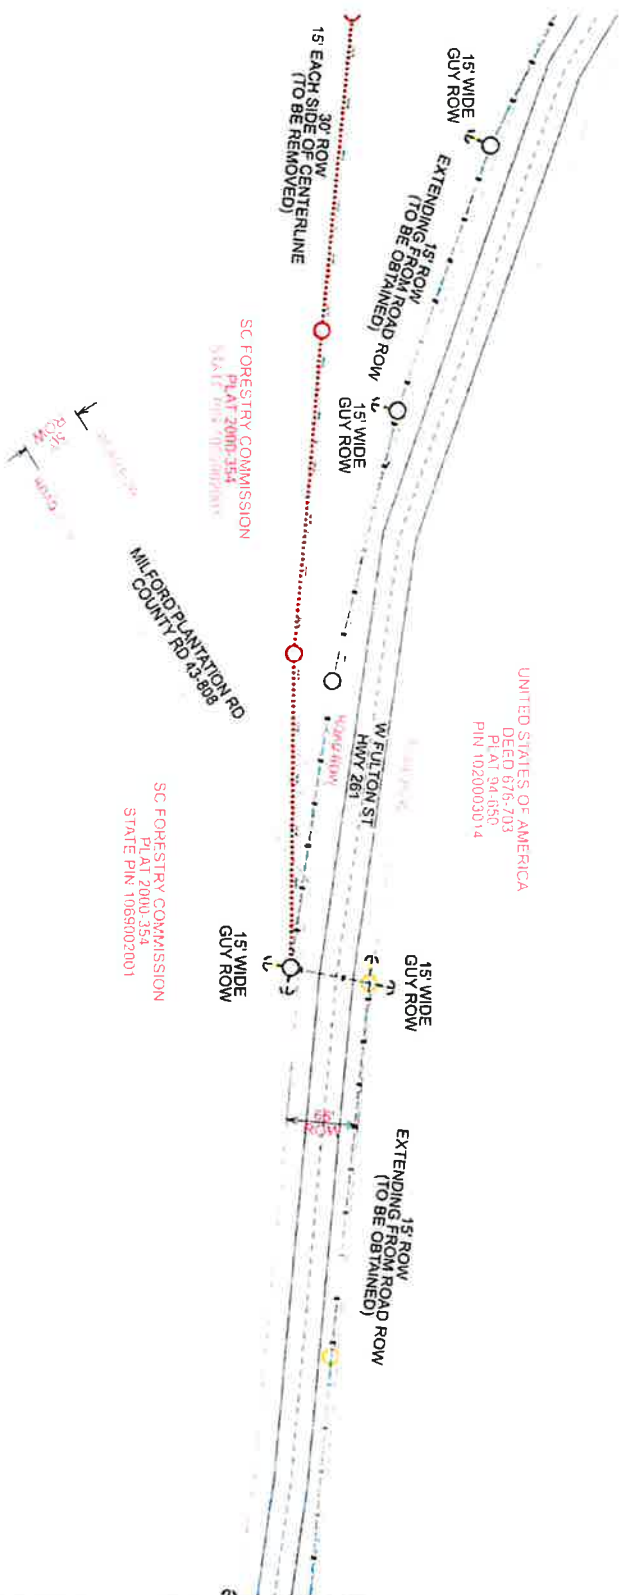 15' WIDE
GUY ROW
30' ROW
15' EACH SIDE OF CENTERLINE
(TO BE REMOVED)
15' ROW
EXTENDING FROM ROAD ROW
(TO BE OBTAINED)
15' WIDE
GUY ROW
SC FORESTRY COMMISSION
PLAT 2000-354
MILFORD PLANTATION RD
COUNTY RD 43-808
UNITED STATES OF AMERICA
DEED 676-703
PLAT 94-650
PIN 1020003014
W FULTON ST
HWY 261
ROAD ROW
SC FORESTRY COMMISSION
PLAT 2000-354
STATE PIN 1069002001
15' WIDE
GUY ROW
15' WIDE
GUY ROW
ROW
15' ROW
EXTENDING FROM ROAD ROW
(TO BE OBTAINED)